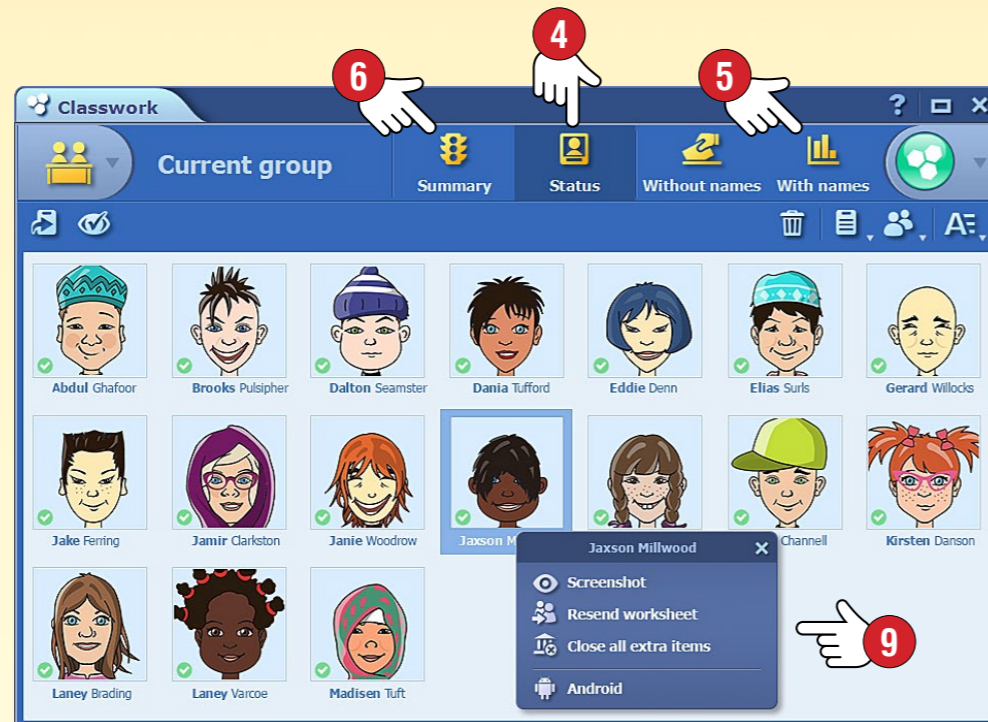 4
6
5
Classwork ?
Current group
Summary Status Without names With names
A
Abdul Ghafoor Brooks Pulsipher Dalton Seamster Dania Tufford Eddie Denn Elias Surls Gerard Willocks
Jake Ferring Jamir Clarkston Janie Woodrow Jaxson M Channell Kirsten Danson
Jaxson Millwood
Screenshot
Resend worksheet
9
Close all extra items
Android
Laney Brading Laney Varcoe Madisen Tuft